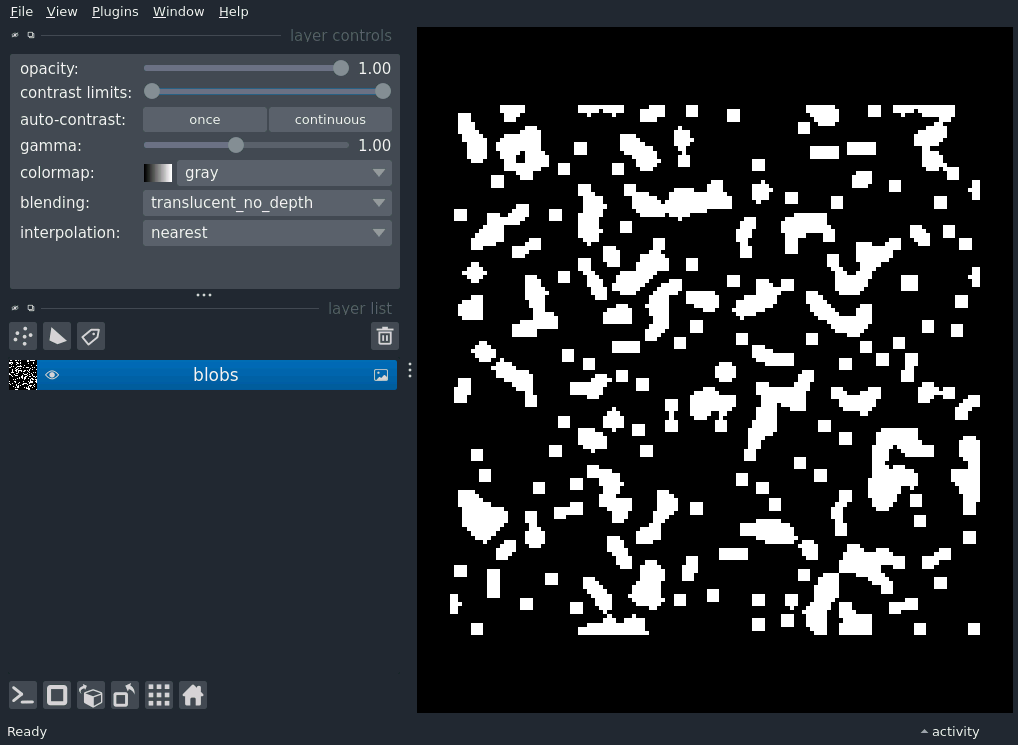 File View Plugins Window Help
layer controls
opacity: 1.00
contrast limits:
auto-contrast: once continuous
gamma: 1.00
colormap: gray
blending: translucent_no_depth
interpolation: nearest
layer list
blobs
Ready activity